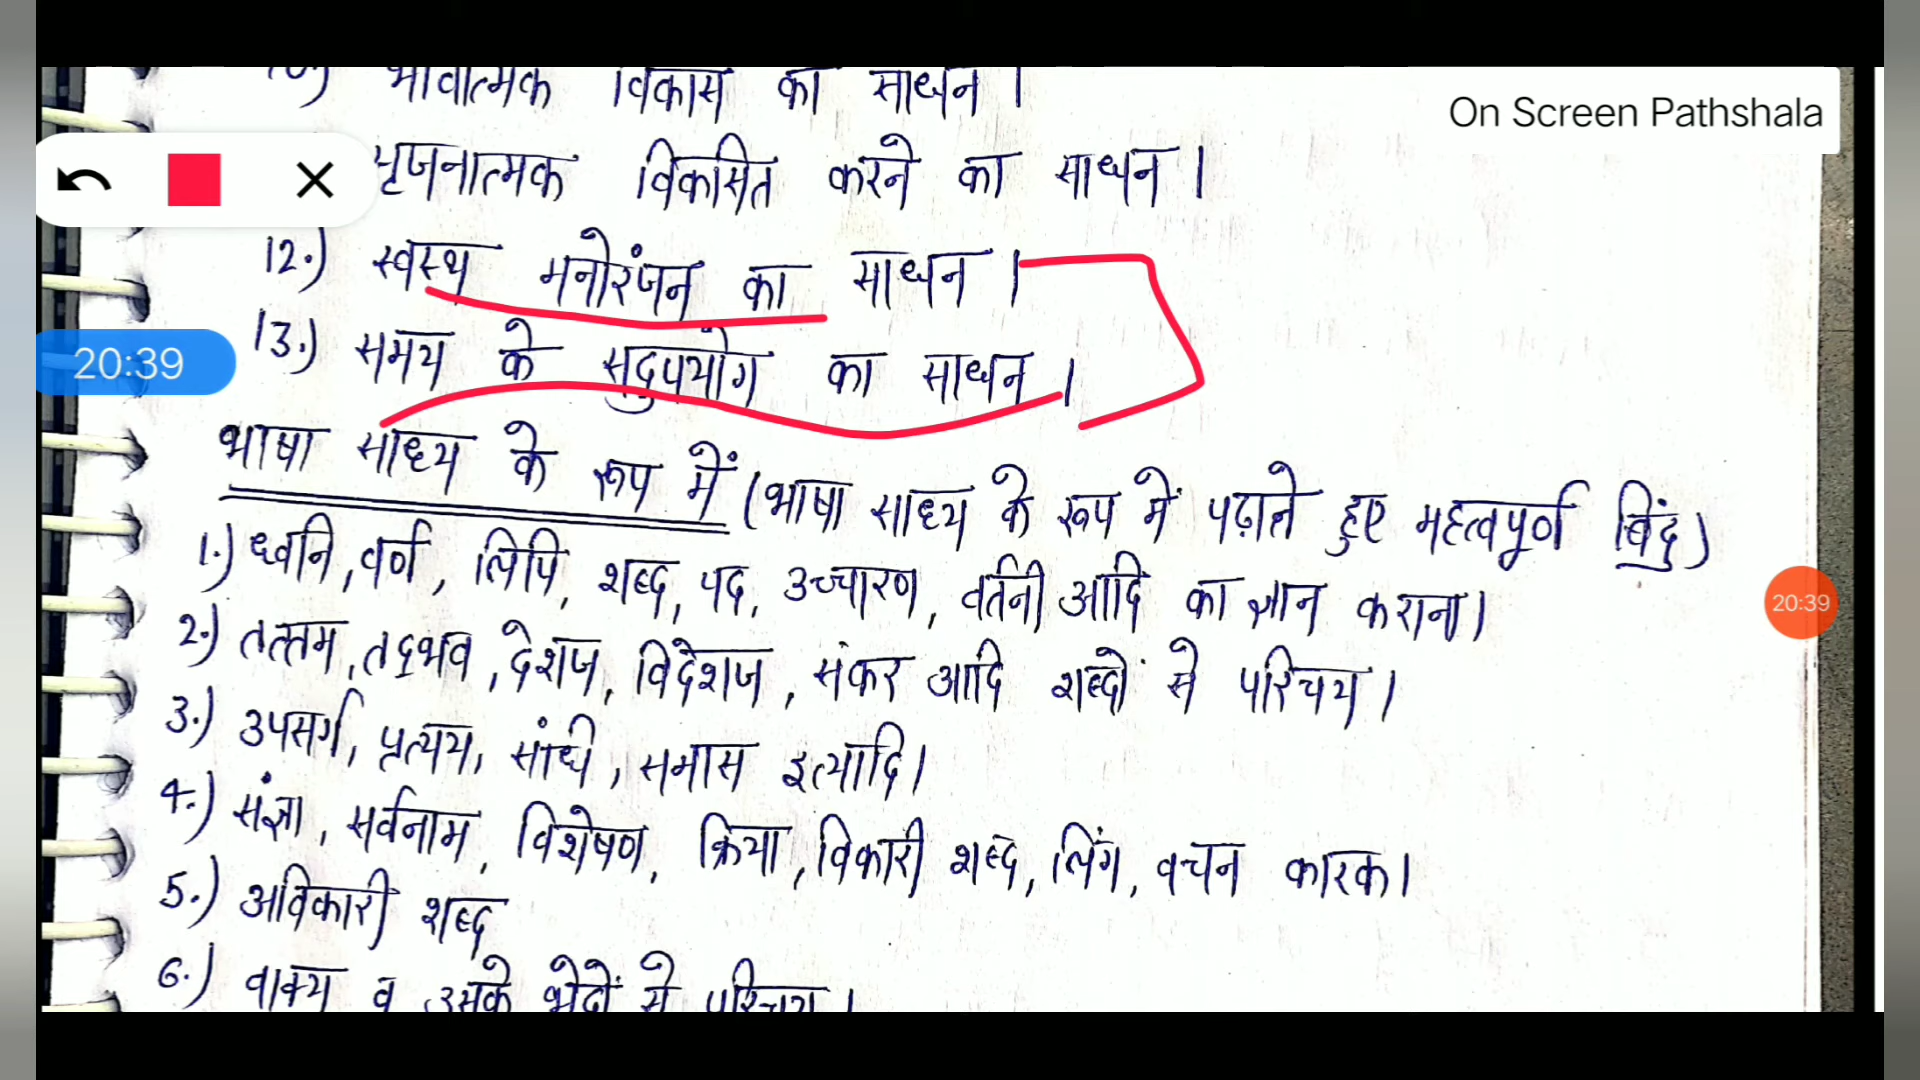 10.) भावात्मक विकास का साधन ।
On Screen Pathshala
सृजनात्मक विकसित करने का साधन ।
12.) स्वस्थ मनोरंजन का साधन ।
13.) समय के सदुपयोग का साधन ।
20:39
भाषा साध्य के रूप में (भाषा साध्य के रूप में पढ़ाते हुए महत्वपूर्ण बिंदु)
1.) ध्वनि, वर्ण, लिपि, शब्द, पद, उच्चारण, वर्तनी आदि का ज्ञान कराना।
20:39
2.) तत्सम, तद्भव, देशज, विदेशज, संकर आदि शब्दों से परिचय ।
3.) उपसर्ग, प्रत्यय, संधि, समास इत्यादि।
4.) संज्ञा, सर्वनाम, विशेषण, क्रिया, विकारी शब्द, लिंग, वचन कारक।
5.) अविकारी शब्द
6.) वाक्य व उसके भेदों से परिचय ।